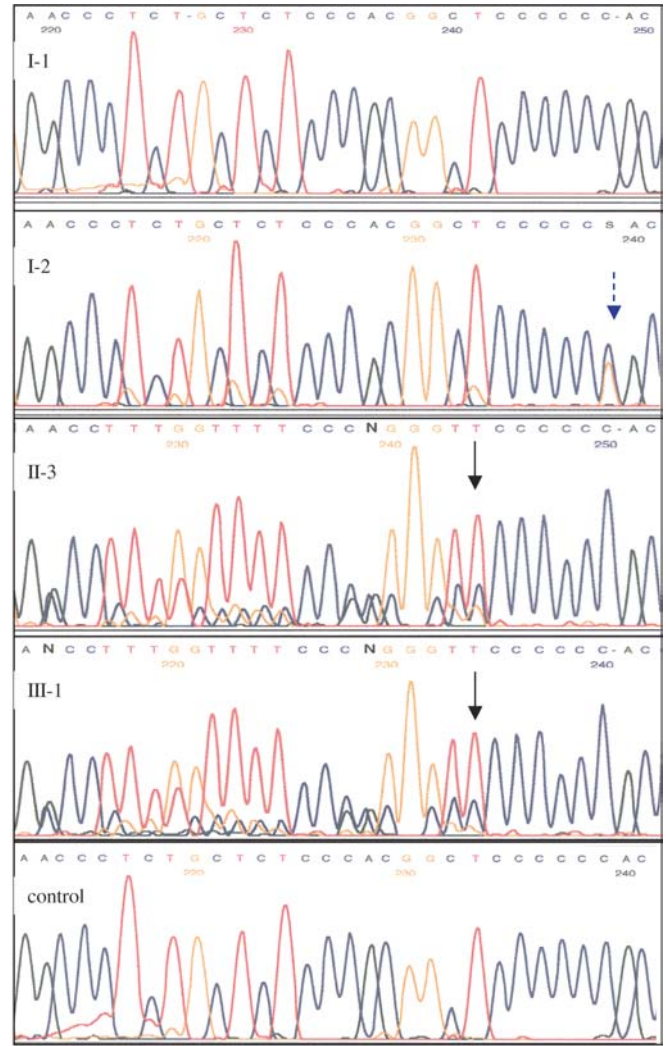 A A C C C T C T - G C T C T C C C A C G G C T C C C C C C - A C
220 230 240 250
I-1
A A C C C T C T G C T C T C C C A C G G C T C C C C C S A C
220 230 240
I-2
A A C C T T T G G T T T T C C C N G G G T T C C C C C C - A C
230 240 250
II-3
A N C C T T T G G T T T T C C C N G G G T T C C C C C C - A C
220 230 240
III-1
A A C C C T C T G C T C T C C C A C G G C T C C C C C C A C
220 230 240
control